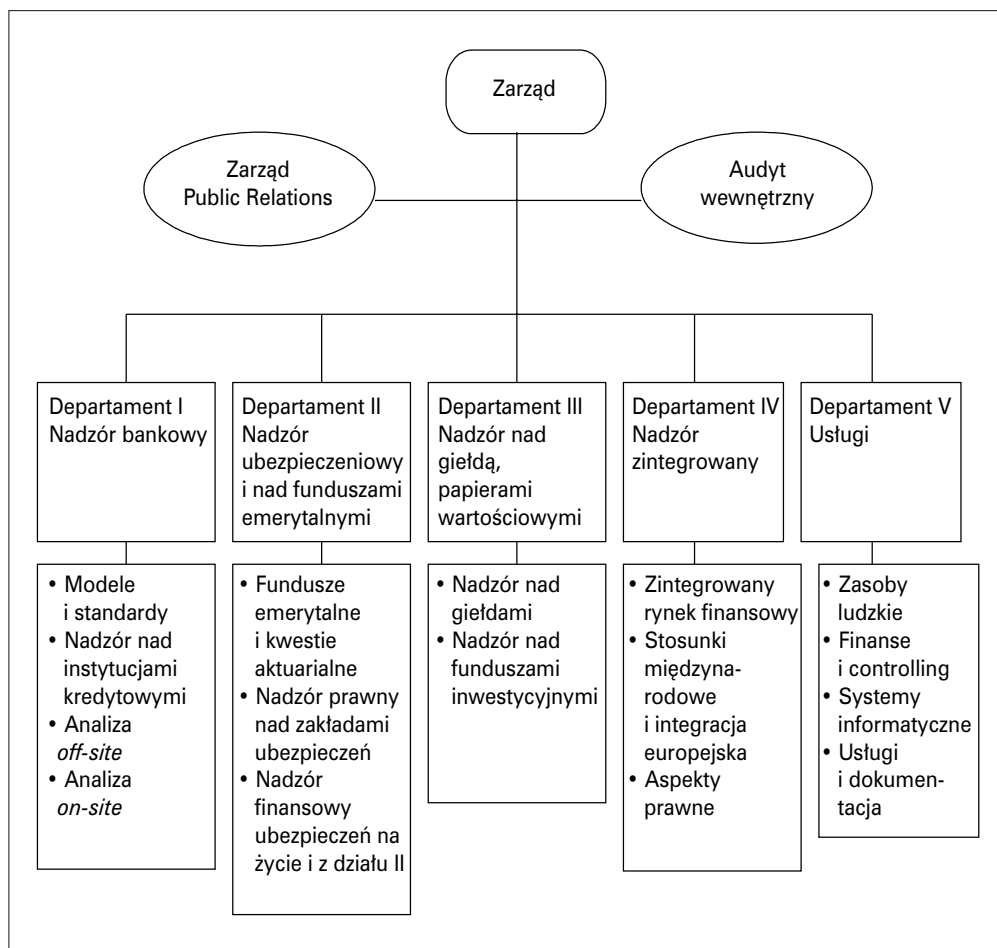 Zarząd
Zarząd
Public Relations
Audyt
wewnętrzny
Departament I
Nadzór bankowy
Departament II
Nadzór
ubezpieczeniowy
i nad funduszami
emerytalnymi
Departament III
Nadzór nad
giełdą,
papierami
wartościowymi
Departament IV
Nadzór
zintegrowany
Departament V
Usługi
• Modele
i standardy
• Nadzór nad
instytucjami
kredytowymi
• Analiza
off-site
• Analiza
on-site
• Fundusze
emerytalne
i kwestie
aktuarialne
• Nadzór prawny
nad zakładami
ubezpieczeń
• Nadzór
finansowy
ubezpieczeń na
życie i z działu II
• Nadzór nad
giełdami
• Nadzór nad
funduszami
inwestycyjnymi
• Zintegrowany
rynek finansowy
• Stosunki
międzyna-
rodowe
i integracja
europejska
• Aspekty
prawne
• Zasoby
ludzkie
• Finanse
i controlling
• Systemy
informatyczne
• Usługi
i dokumen-
tacja